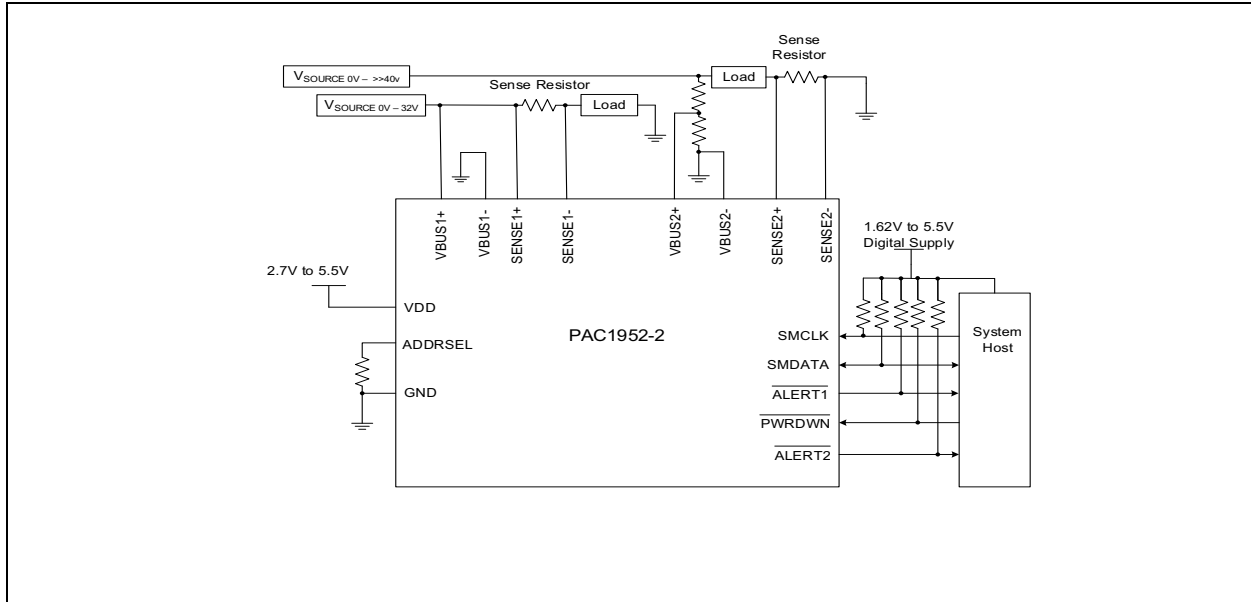 Sense
Resistor
VSOURCE 0V – >>40v
Load
Sense Resistor
VSOURCE 0V – 32V
Load
VBUS1+
VBUS1-
SENSE1+
SENSE1-
VBUS2+
VBUS2-
SENSE2+
SENSE2-
1.62V to 5.5V
Digital Supply
2.7V to 5.5V
VDD
ADDRSEL
GND
PAC1952-2
SMCLK
SMDATA
ALERT1
PWRDWN
ALERT2
System
Host